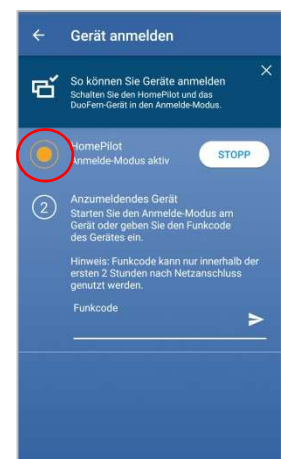 Gerät anmelden
So können Sie Geräte anmelden
Schalten Sie den HomePilot und das
DuoFern-Gerät in den Anmelde-Modus.
HomePilot
Anmelde-Modus aktiv
STOPP
2
Anzumeldendes Gerät
Starten Sie den Anmelde-Modus am
Gerät oder geben Sie den Funkcode
des Gerätes ein.
Hinweis: Funkcode kann nur innerhalb der
ersten 2 Stunden nach Netzanschluss
genutzt werden.
Funkcode